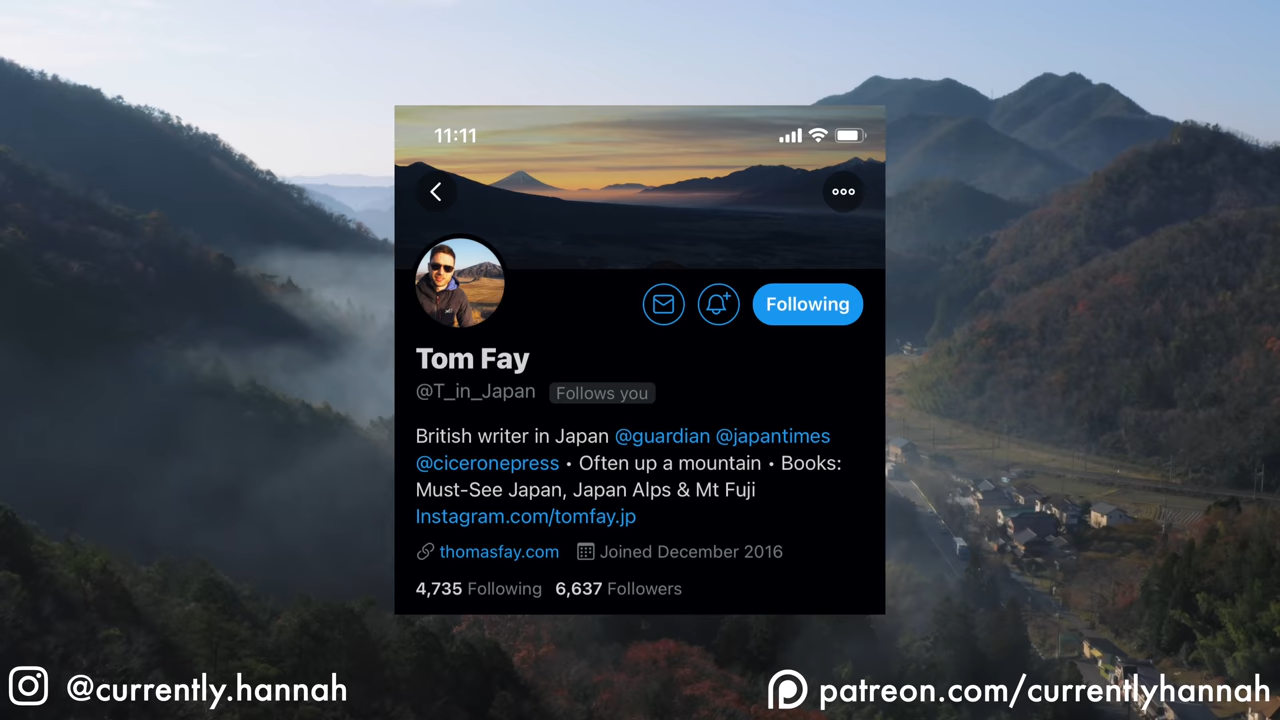 11:11
Following
Tom Fay
@T_in_Japan Follows you
British writer in Japan @guardian @japantimes
@ciceronepress • Often up a mountain • Books:
Must-See Japan, Japan Alps & Mt Fuji
Instagram.com/tomfay.jp
thomasfay.com Joined December 2016
4,735 Following 6,637 Followers
@currently.hannah
patreon.com/currentlyhannah